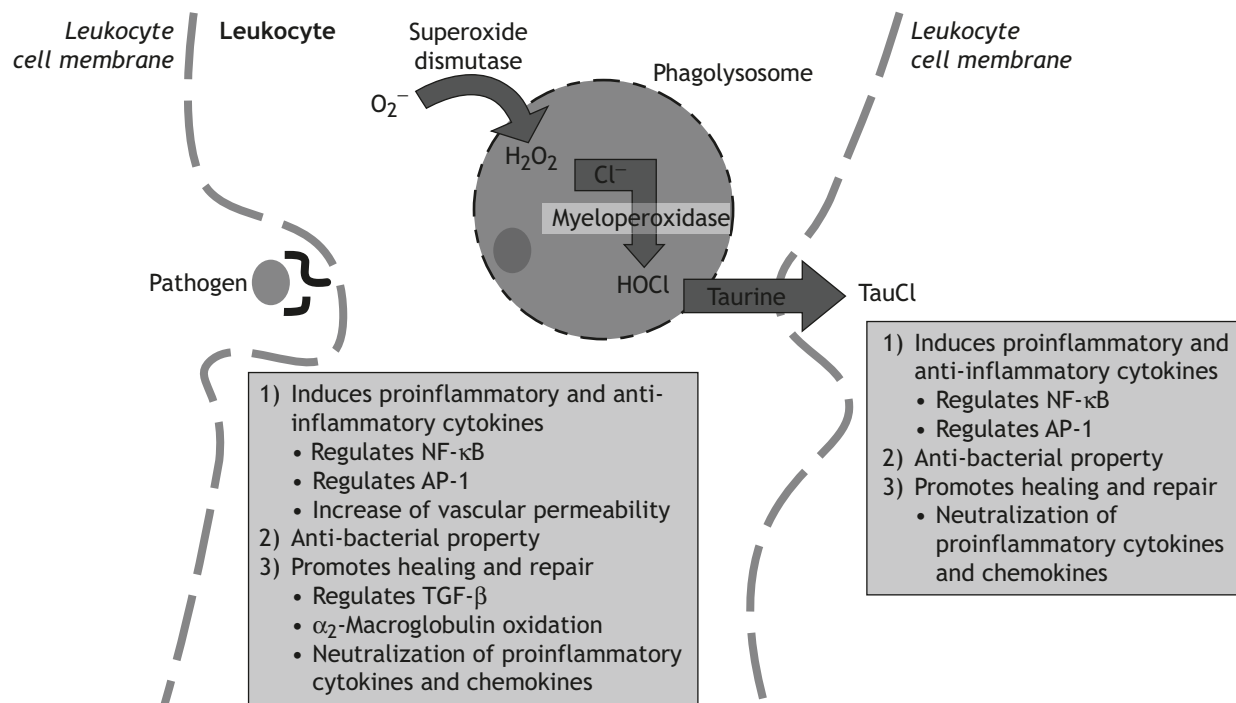 Leukocyte
cell membrane
Leukocyte
Superoxide
dismutase
O₂⁻
Phagolysosome
Leukocyte
cell membrane
H₂O₂
Cl⁻
Myeloperoxidase
Pathogen
HOCl
Taurine
TauCl
1) Induces proinflammatory and anti-
inflammatory cytokines
• Regulates NF-κB
• Regulates AP-1
• Increase of vascular permeability
2) Anti-bacterial property
3) Promotes healing and repair
• Regulates TGF-β
• α₂-Macroglobulin oxidation
• Neutralization of proinflammatory
cytokines and chemokines
1) Induces proinflammatory and
anti-inflammatory cytokines
• Regulates NF-κB
• Regulates AP-1
2) Anti-bacterial property
3) Promotes healing and repair
• Neutralization of
proinflammatory cytokines
and chemokines